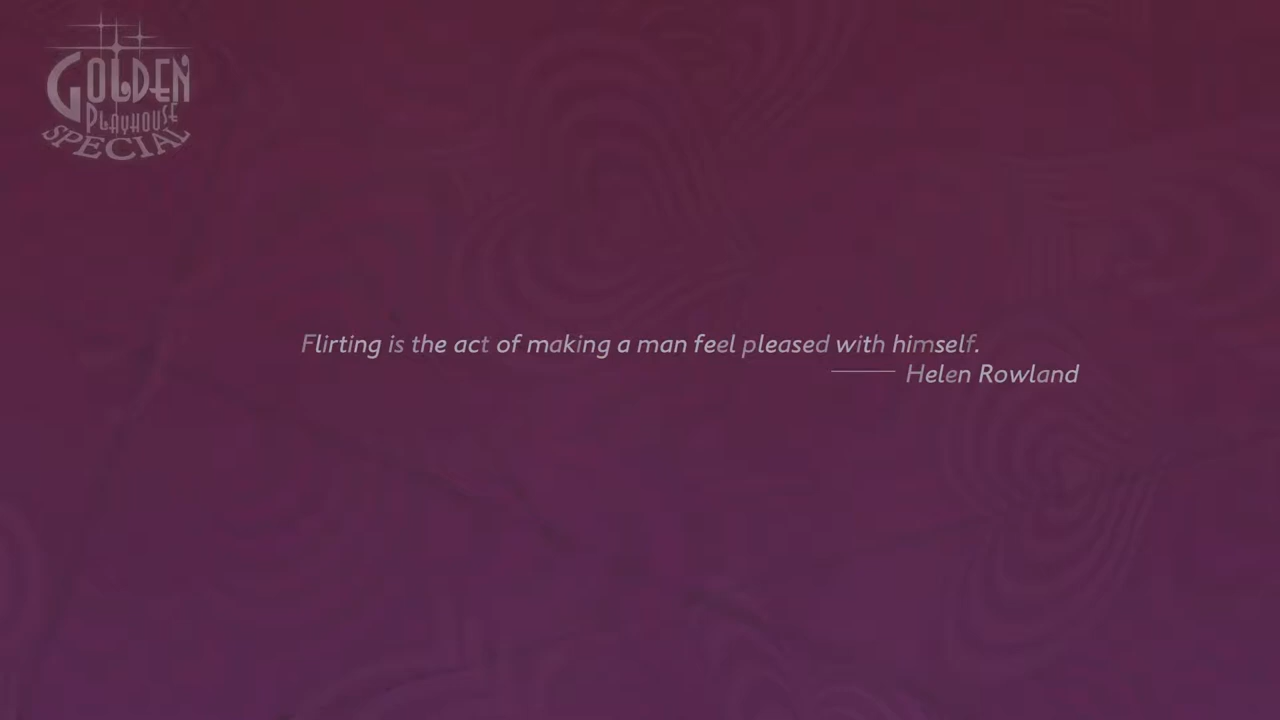 GOLDEN
PLAYHOUSE
SPECIAL
Flirting is the act of making a man feel pleased with himself.
Helen Rowland